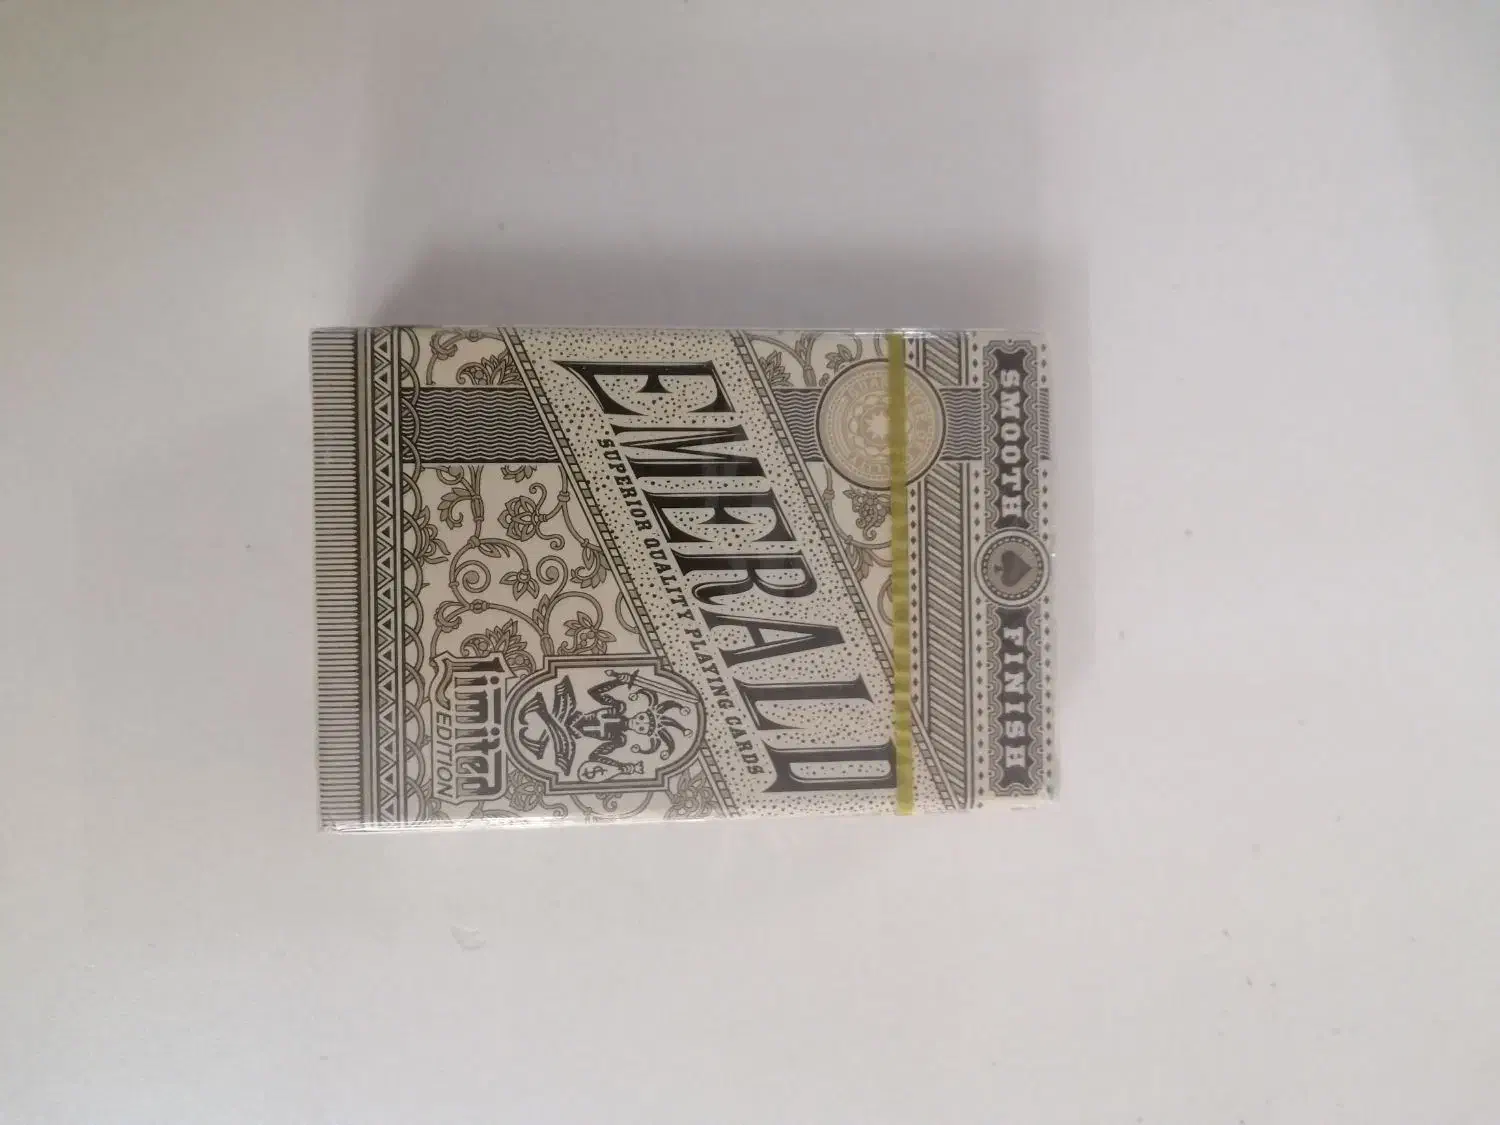 SMOOTH FINISH
EMERALD
SUPERIOR QUALITY PLAYING CARDS
$
limited
EDITION